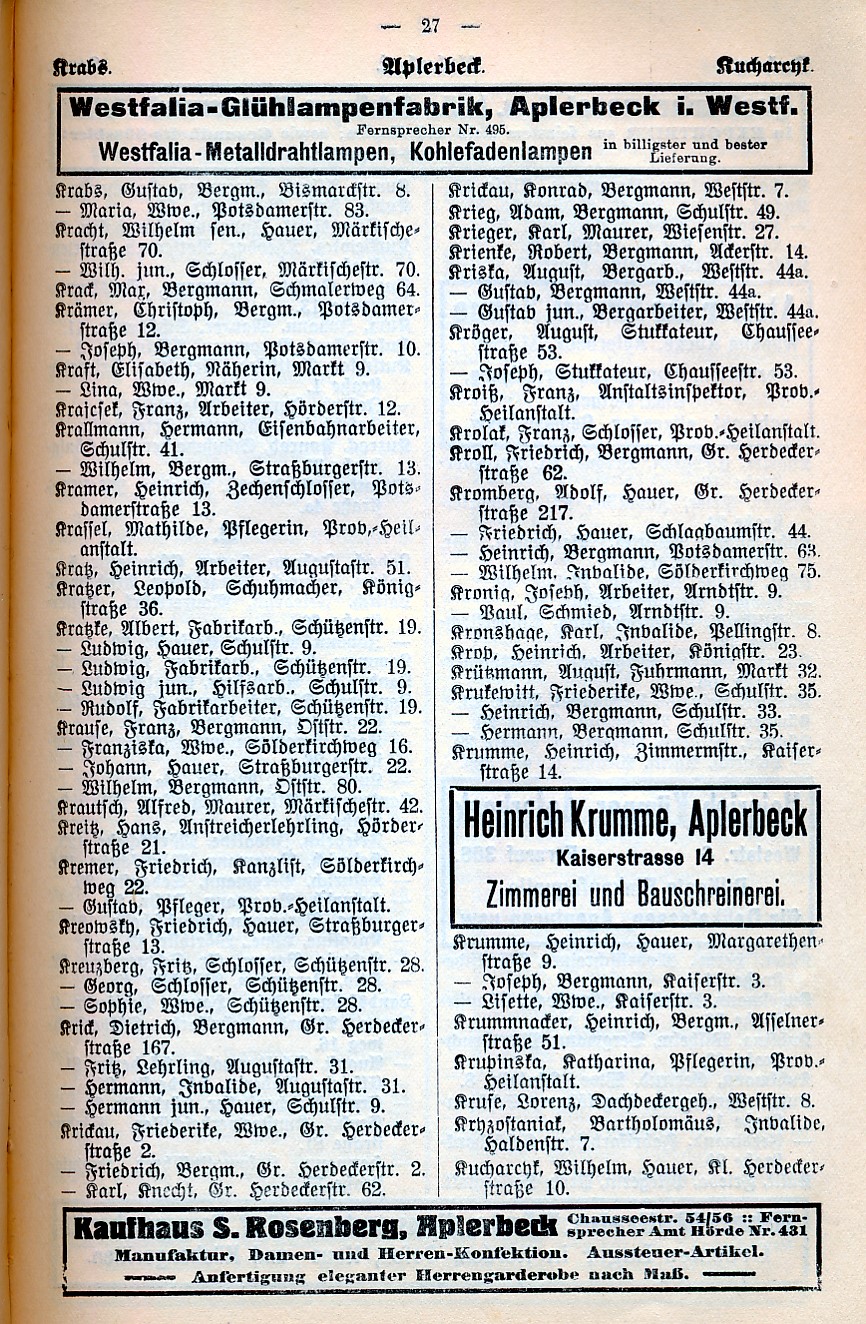 — 27 —
Krabs. Aplerbeck. Kucharcyk.
Westfalia-Glühlampenfabrik, Aplerbeck i. Westf.
Fernsprecher Nr. 495.
Westfalia-Metalldrahtlampen, Kohlefadenlampen in billigster und bester
Lieferung.
Krabs, Gustav, Bergm., Bismarckstr. 8.
— Maria, Wwe., Potsdamerstr. 83.
Kracht, Wilhelm sen., Hauer, Märkische-
straße 70.
— Wilh. jun., Schlosser, Märkischestr. 70.
Krack, Max, Bergmann, Schmalerweg 64.
Krämer, Christoph, Bergm., Potsdamer-
straße 12.
— Joseph, Bergmann, Potsdamerstr. 10.
Kraft, Elisabeth, Näherin, Markt 9.
— Lina, Wwe., Markt 9.
Krajcsek, Franz, Arbeiter, Hörderstr. 12.
Krallmann, Hermann, Eisenbahnarbeiter,
Schulstr. 41.
— Wilhelm, Bergm., Straßburgerstr. 13.
Kramer, Heinrich, Zechenschlosser, Pots-
damerstraße 13.
Krassel, Mathilde, Pflegerin, Prov.-Heil-
anstalt.
Kratz, Heinrich, Arbeiter, Augustastr. 51.
Kratzer, Leopold, Schuhmacher, König-
straße 36.
Kratzke, Albert, Fabrikarb., Schützenstr. 19.
— Ludwig, Hauer, Schulstr. 9.
— Ludwig, Fabrikarb., Schützenstr. 19.
— Ludwig jun., Hilfsarb., Schulstr. 9.
— Rudolf, Fabrikarbeiter, Schützenstr. 19.
Krause, Franz, Bergmann, Oststr. 22.
— Franziska, Wwe., Sölderkirchweg 16.
— Johann, Hauer, Straßburgerstr. 22.
— Wilhelm, Bergmann, Oststr. 80.
Krautsch, Alfred, Maurer, Märkischestr. 42.
Kreitz, Hans, Anstreicherlehrling, Hörder-
straße 21.
Kremer, Friedrich, Kanzlist, Sölderkirch-
weg 22.
— Gustav, Pfleger, Prov.-Heilanstalt.
Kreowsky, Friedrich, Hauer, Straßburger-
straße 13.
Kreuzberg, Fritz, Schlosser, Schützenstr. 28.
— Georg, Schlosser, Schützenstr. 28.
— Sophie, Wwe., Schützenstr. 28.
Krick, Dietrich, Bergmann, Gr. Herdecker-
straße 167.
— Fritz, Lehrling, Augustastr. 31.
— Hermann, Invalide, Augustastr. 31.
— Hermann jun., Hauer, Schulstr. 9.
Krickau, Friederike, Wwe., Gr. Herdecker-
straße 2.
— Friedrich, Bergm., Gr. Herdeckerstr. 2.
— Karl, Knecht, Gr. Herdeckerstr. 62.
Krickau, Konrad, Bergmann, Weststr. 7.
Krieg, Adam, Bergmann, Schulstr. 49.
Krieger, Karl, Maurer, Wiesenstr. 27.
Krienke, Robert, Bergmann, Ackerstr. 14.
Kriska, August, Bergarb., Weststr. 44a.
— Gustav, Bergmann, Weststr. 44a.
— Gustav jun., Bergarbeiter, Weststr. 44a.
Kröger, August, Stukkateur, Chaussee-
straße 53.
— Joseph, Stukkateur, Chausseestr. 53.
Kroiß, Franz, Anstaltsinspektor, Prov.-
Heilanstalt.
Krolak, Franz, Schlosser, Prov.-Heilanstalt.
Kroll, Friedrich, Bergmann, Gr. Herdecker-
straße 62.
Kromberg, Adolf, Hauer, Gr. Herdecker-
straße 217.
— Friedrich, Hauer, Schlagbaumstr. 44.
— Heinrich, Bergmann, Potsdamerstr. 63.
— Wilhelm, Invalide, Sölderkirchweg 75.
Kronig, Joseph, Arbeiter, Arndtstr. 9.
— Paul, Schmied, Arndtstr. 9.
Kronshage, Karl, Invalide, Pellingstr. 8.
Krop, Heinrich, Arbeiter, Königstr. 23.
Krützmann, August, Fuhrmann, Markt 32.
Krukewitt, Friederike, Wwe., Schulstr. 35.
— Heinrich, Bergmann, Schulstr. 33.
— Hermann, Bergmann, Schulstr. 35.
Krumme, Heinrich, Zimmermstr., Kaiser-
straße 14.
Heinrich Krumme, Aplerbeck
Kaiserstrasse 14
Zimmerei und Bauschreinerei.
Krumme, Heinrich, Hauer, Margarethen-
straße 9.
— Joseph, Bergmann, Kaiserstr. 3.
— Lisette, Wwe., Kaiserstr. 3.
Krummnacker, Heinrich, Bergm., Asselner-
straße 51.
Krupinska, Katharina, Pflegerin, Prov.-
Heilanstalt.
Kruse, Lorenz, Dachdeckergeh., Weststr. 8.
Kryzostaniak, Bartholomäus, Invalide,
Haldenstr. 7.
Kucharcyk, Wilhelm, Hauer, Kl. Herdecker-
straße 10.
Kaufhaus S. Rosenberg, Aplerbeck Chausseestr. 54/56 :: Fern-
sprecher Amt Hörde Nr. 431
Manufaktur, Damen- und Herren-Konfektion. Aussteuer-Artikel.
Anfertigung eleganter Herrengarderobe nach Maß.